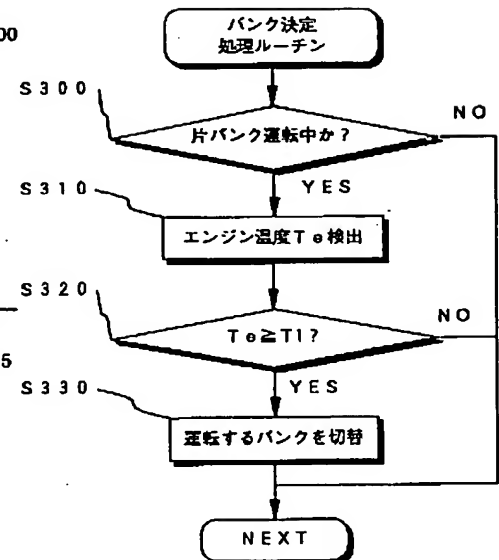 00
バンク決定
処理ルーチン
S300
片バンク運転中か?
NO
YES
S310
エンジン温度Te検出
S320
Te≧T1?
NO
5
YES
S330
運転するバンクを切替
NEXT